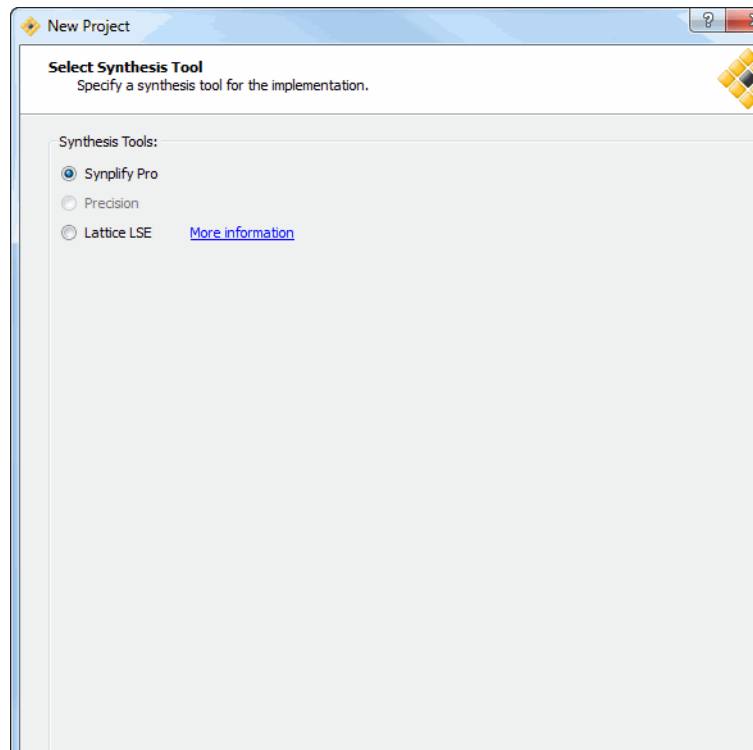 New Project
Select Synthesis Tool
Specify a synthesis tool for the implementation.
Synthesis Tools:
Synplify Pro
Precision
Lattice LSE More information